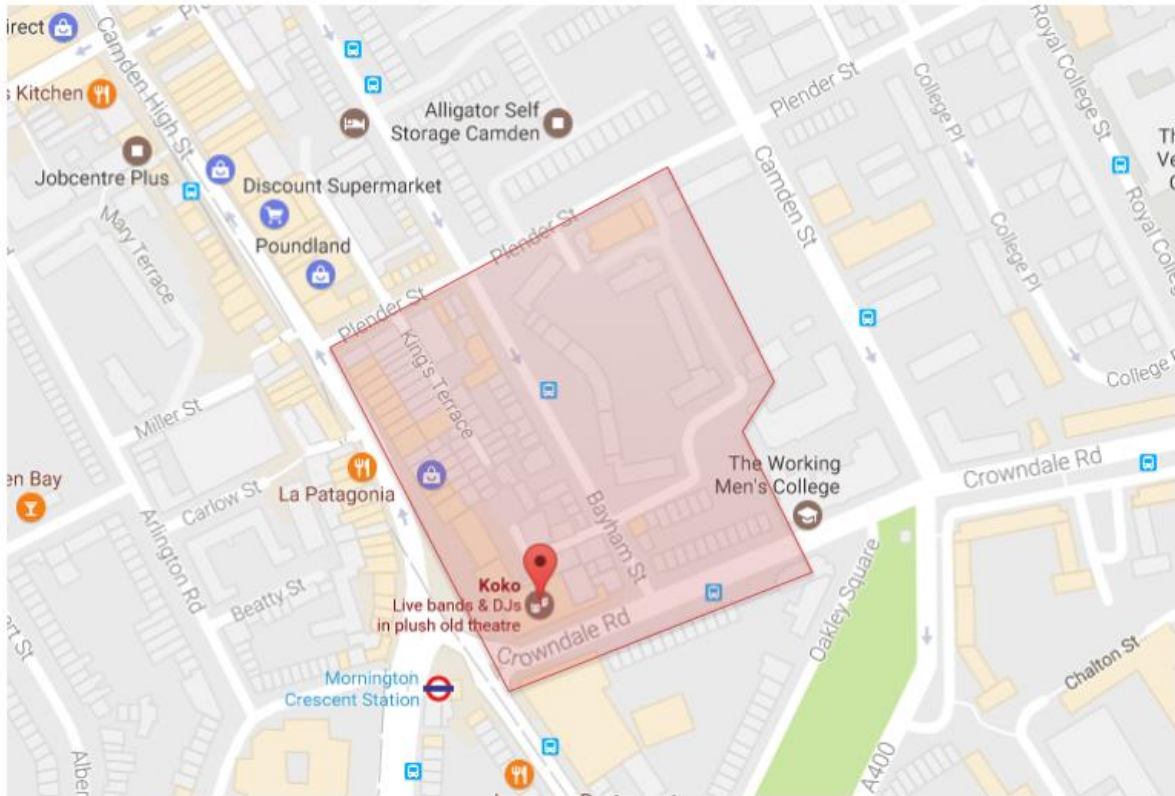 irect
Camden High St
s Kitchen
Jobcentre Plus
Mary Terrace
Discount Supermarket
Poundland
Alligator Self
Storage Camden
Plender St
Plender St
Plender St
Camden St
College Pl
College Pl
Royal College St
Royal
King's Terrace
Miller St
en Bay
La Patagonia
Carlow St
Arlington Rd
Beatty St
Bayham St
The Working
Men's College
Crowndale Rd
Koko
Live bands & DJs
in plush old theatre
Crowndale Rd
Mornington
Crescent Station
Oakley Square
Chalton St
A400